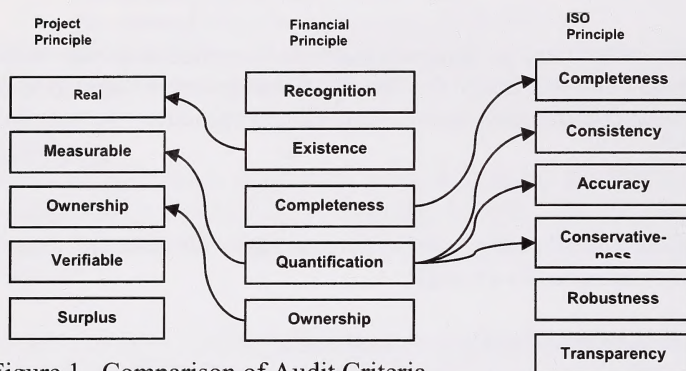 Project
Principle
Real
Measurable
Ownership
Verifiable
Surplus
Financial
Principle
Recognition
Existence
Completeness
Quantification
Ownership
ISO
Principle
Completeness
Consistency
Accuracy
Conservative-
ness
Robustness
Transparency
Figure 1 Comparison of Audit Criteria